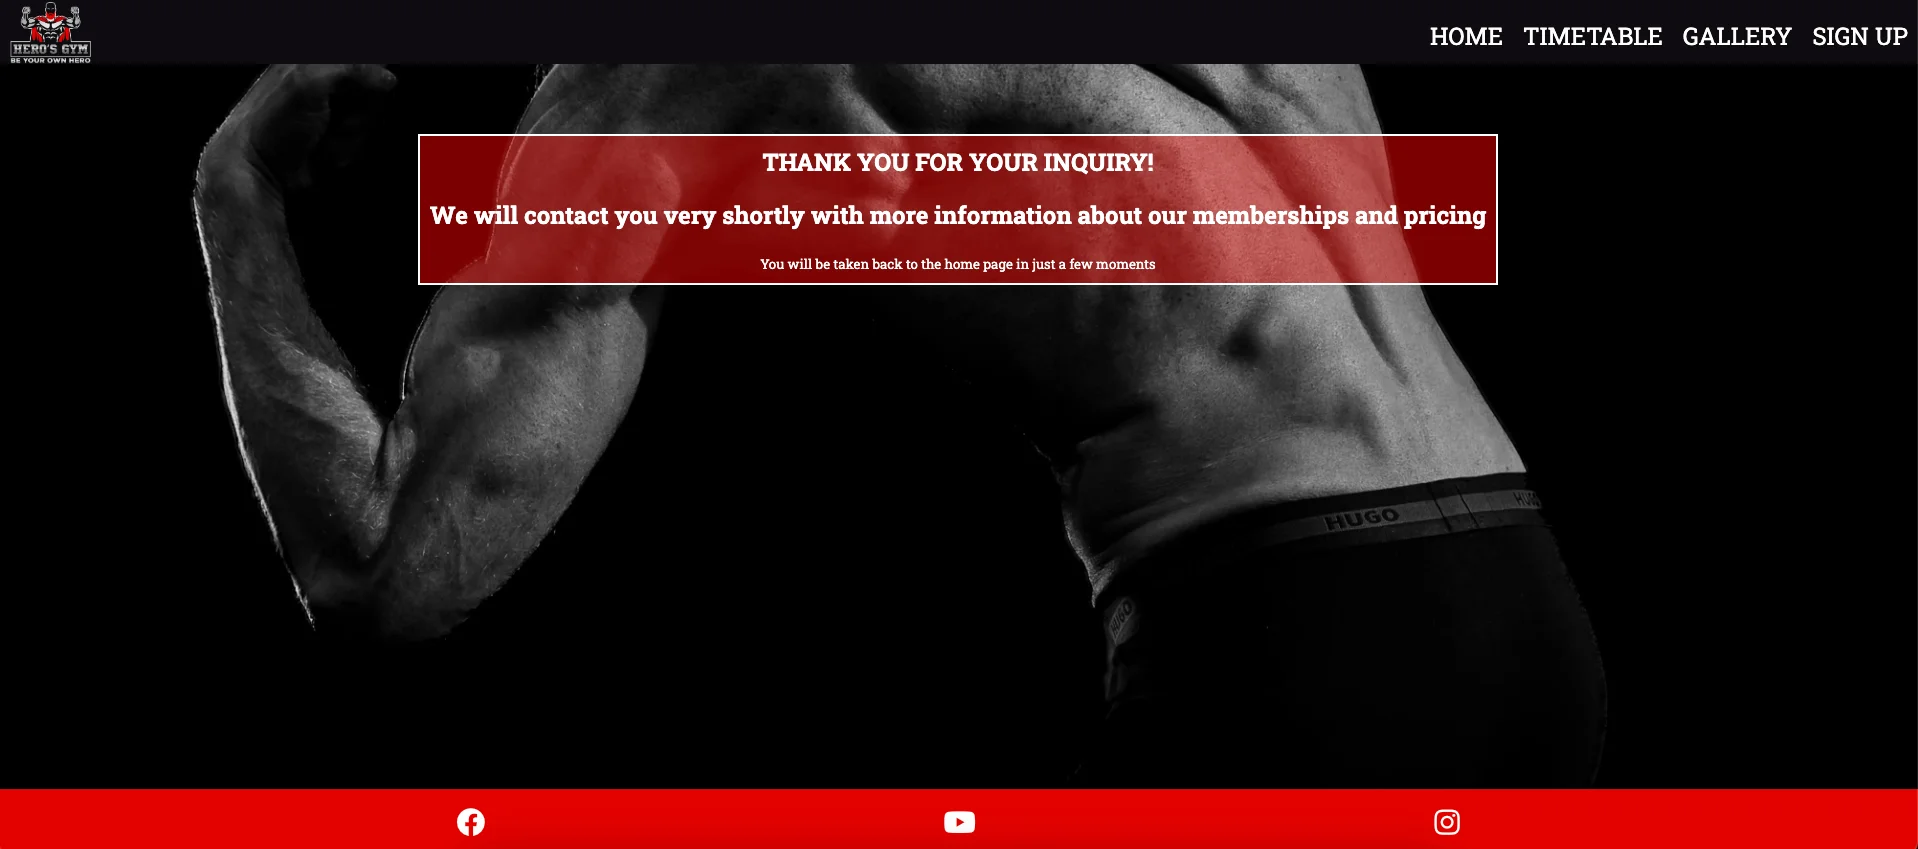 HERO'S GYM
BE YOUR OWN HERO
HOME TIMETABLE GALLERY SIGN UP
THANK YOU FOR YOUR INQUIRY!
We will contact you very shortly with more information about our memberships and pricing
You will be taken back to the home page in just a few moments
HUGO
HUGO
HUGO